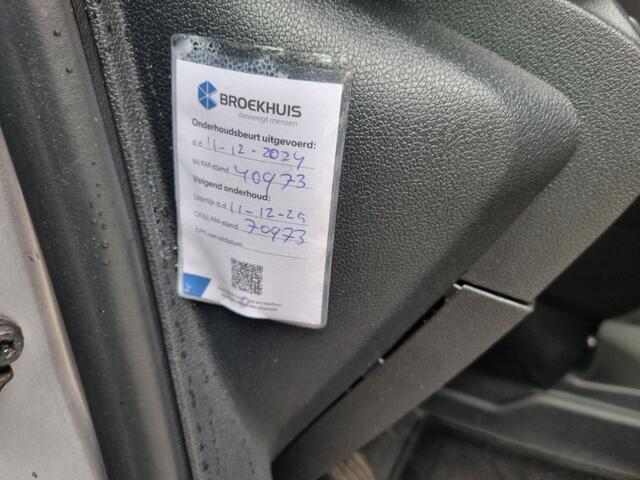 BROEKHUIS
beweegt mensen
Onderhoudsbeurt uitgevoerd:
d.d. 11-12-2024
bij KM-stand 40973
Volgend onderhoud:
Uiterlijk d.d. 11-12-25
Of bij KM-stand 70973
APK vervaldatum